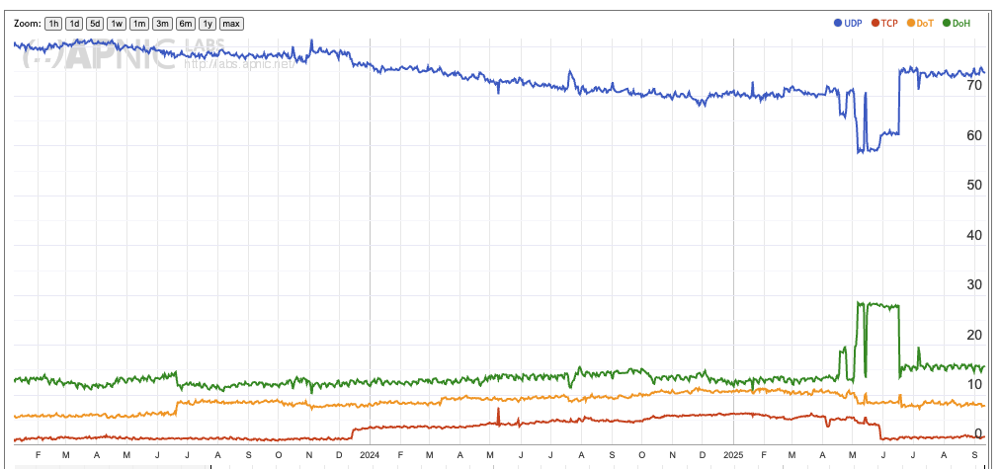 Zoom: 1h 1d 5d 1w 1m 3m 6m 1y max
UDP TCP DoT DoH
(::) APNIC LABS
http://labs.apnic.net/
70
60
50
40
30
20
10
0
F M A M J J A S O N D 2024 F M A M J J A S O N D 2025 F M A M J J A S